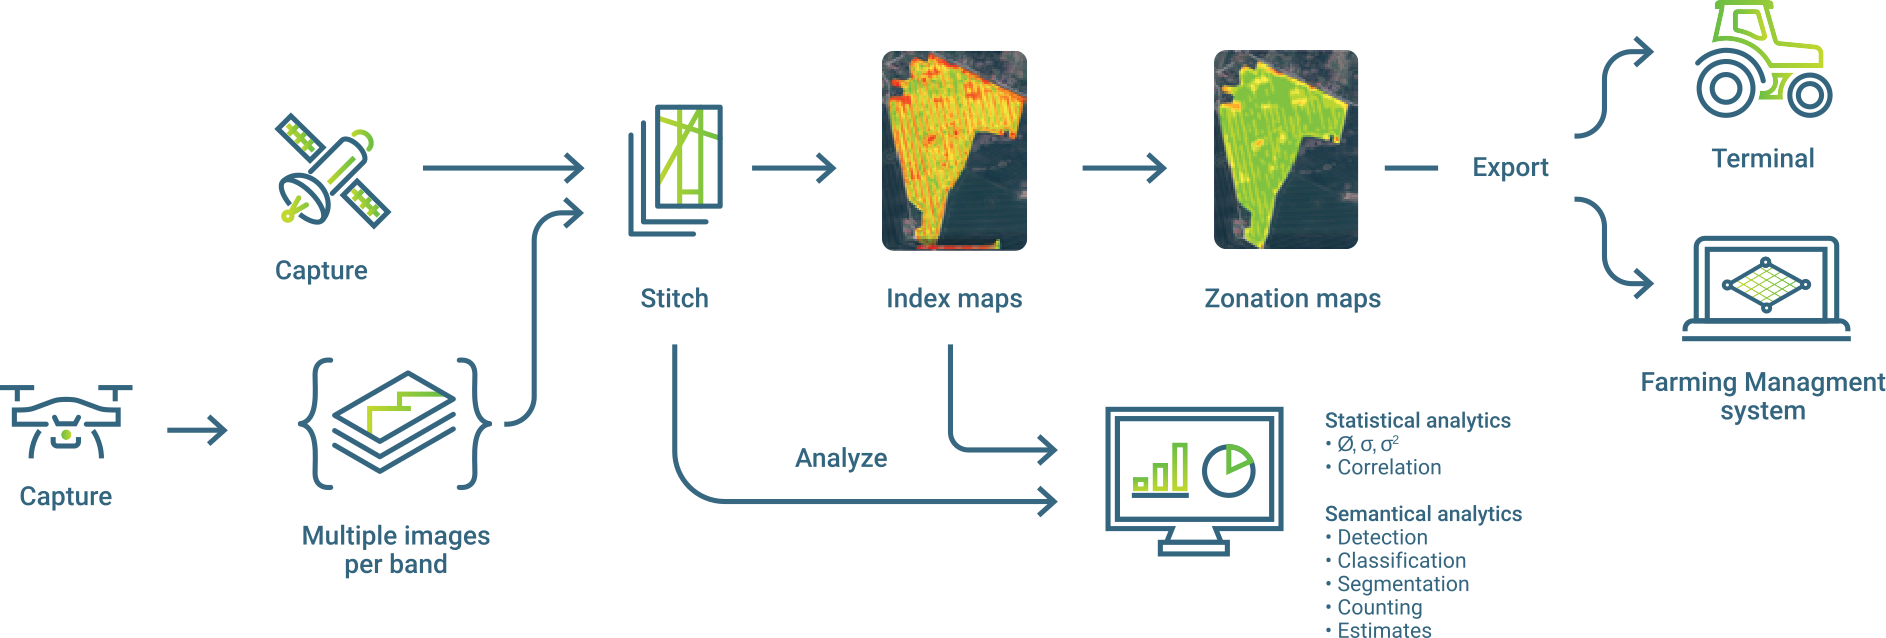 Capture
Capture
Multiple images
per band
Stitch
Index maps
Zonation maps
Export
Terminal
Farming Managment
system
Analyze
Statistical analytics
• Ø, σ, σ²
• Correlation
Semantical analytics
• Detection
• Classification
• Segmentation
• Counting
• Estimates